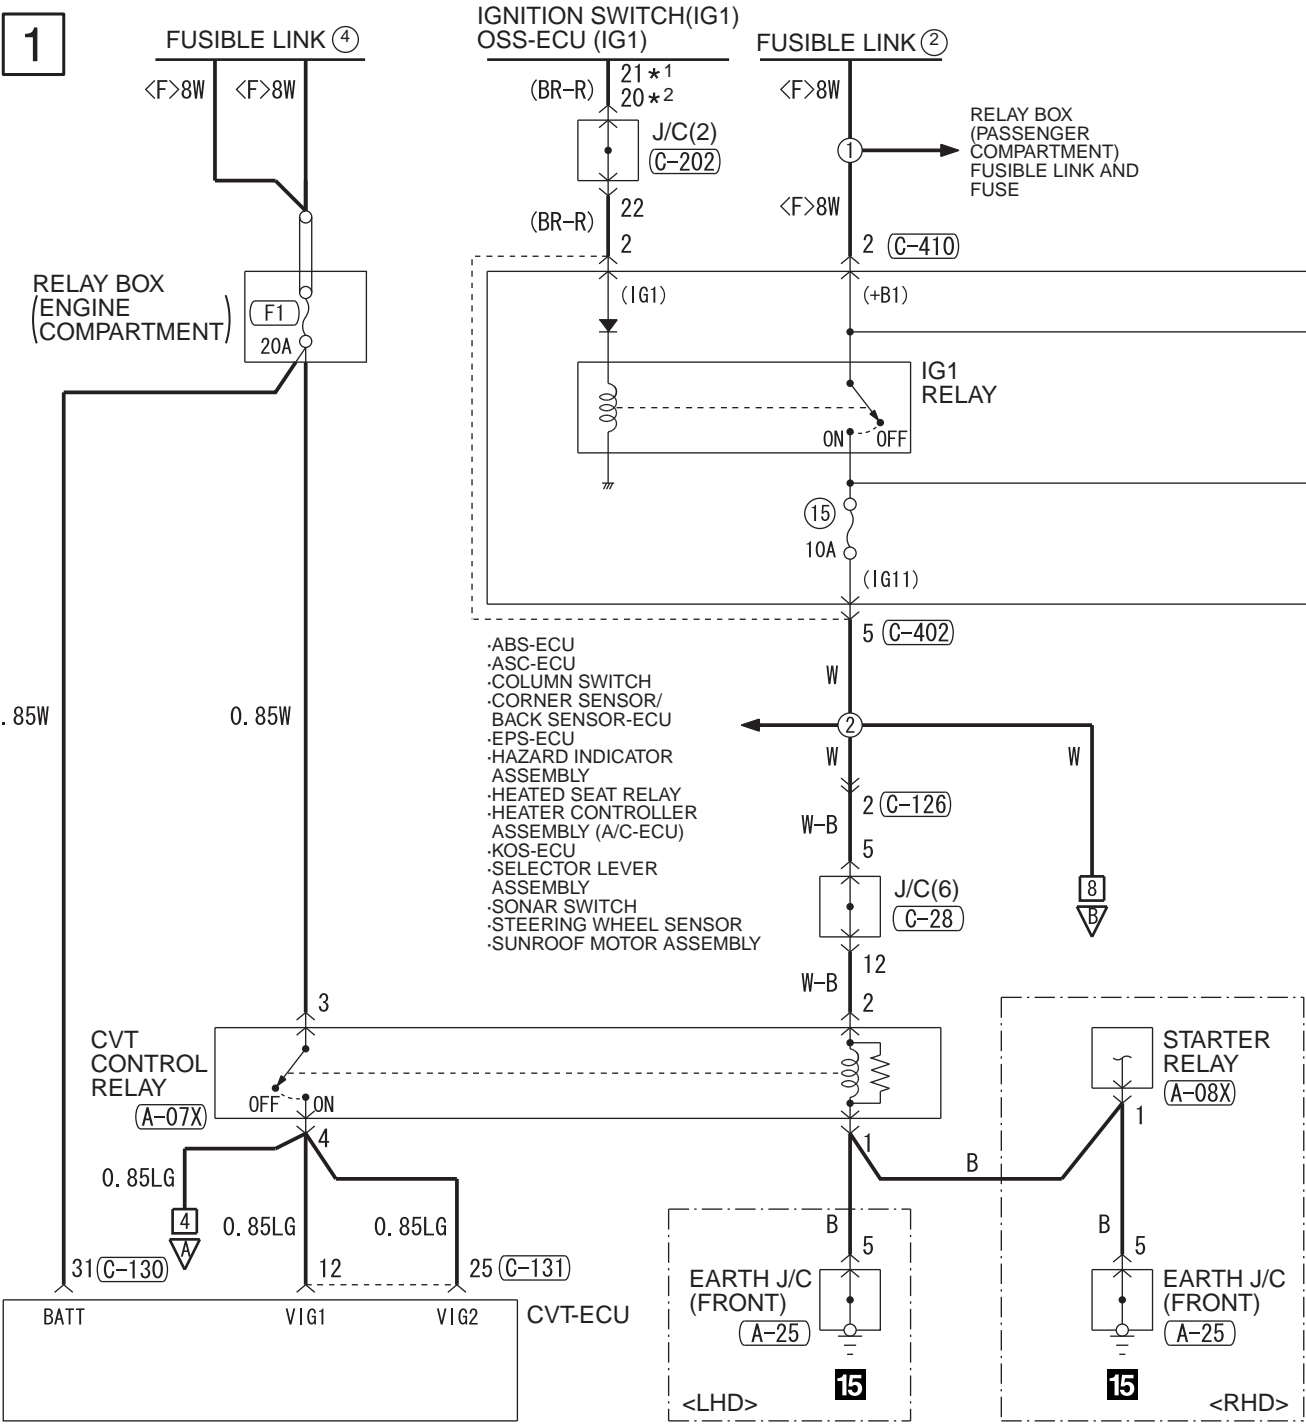 1
FUSIBLE LINK 4
IGNITION SWITCH(IG1)
OSS-ECU (IG1)
FUSIBLE LINK 2
<F>8W
<F>8W
(BR-R)
21 *1
20 *2
<F>8W
J/C(2)
C-202
1
RELAY BOX
(PASSENGER
COMPARTMENT)
FUSIBLE LINK AND
FUSE
(BR-R)
22
2
<F>8W
2
C-410
RELAY BOX
(ENGINE
COMPARTMENT)
F1
20A
(IG1)
(+B1)
IG1
RELAY
ON
OFF
15
10A
(IG11)
5
C-402
·ABS-ECU
·ASC-ECU
·COLUMN SWITCH
·CORNER SENSOR/
BACK SENSOR-ECU
·EPS-ECU
·HAZARD INDICATOR
ASSEMBLY
·HEATED SEAT RELAY
·HEATER CONTROLLER
ASSEMBLY (A/C-ECU)
·KOS-ECU
·SELECTOR LEVER
ASSEMBLY
·SONAR SWITCH
·STEERING WHEEL SENSOR
·SUNROOF MOTOR ASSEMBLY
.85W
0.85W
W
2
W
W
2
C-126
W-B
5
J/C(6)
C-28
8
B
12
W-B
2
3
CVT
CONTROL
RELAY
A-07X
OFF
ON
STARTER
RELAY
A-08X
4
1
1
0.85LG
B
4
A
0.85LG
0.85LG
B
B
31
C-130
12
25
C-131
5
5
BATT
VIG1
VIG2
CVT-ECU
EARTH J/C
(FRONT)
A-25
EARTH J/C
(FRONT)
A-25
15
15
<LHD>
<RHD>